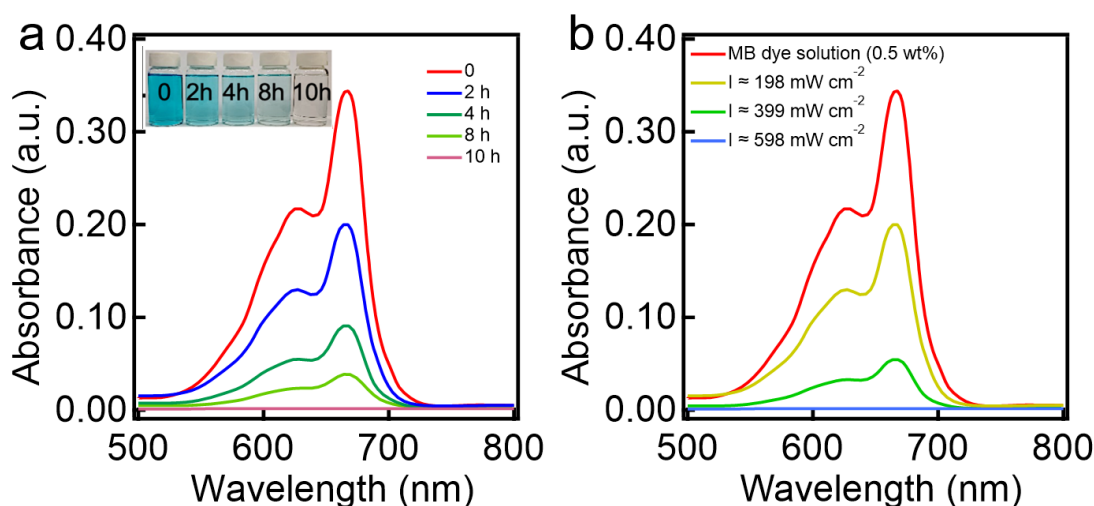 a
0.40
0.30
0.20
0.10
0.00
Absorbance (a.u.)
0 2h 4h 8h 10h
0
2 h
4 h
8 h
10 h
500 600 700 800
Wavelength (nm)
b
0.40
0.30
0.20
0.10
0.00
Absorbance (a.u.)
MB dye solution (0.5 wt%)
I ≈ 198 mW cm⁻²
I ≈ 399 mW cm⁻²
I ≈ 598 mW cm⁻²
500 600 700 800
Wavelength (nm)